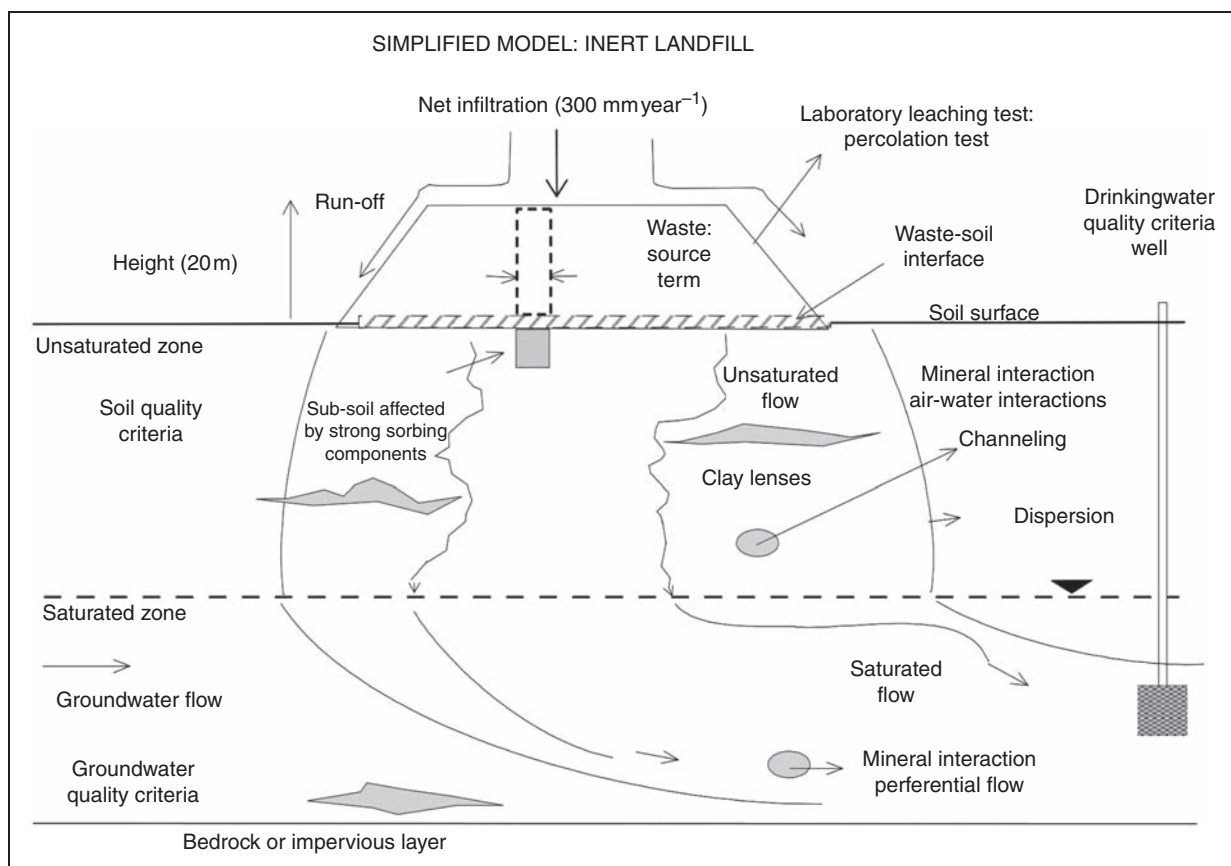 SIMPLIFIED MODEL: INERT LANDFILL
Net infiltration (300 mm year⁻¹)
Laboratory leaching test:
percolation test
Run-off
Height (20 m)
Waste:
source
term
Waste-soil
interface
Drinkingwater
quality criteria
well
Soil surface
Unsaturated zone
Soil quality
criteria
Sub-soil affected
by strong sorbing
components
Unsaturated
flow
Mineral interaction
air-water interactions
Channeling
Clay lenses
Dispersion
Saturated zone
Groundwater flow
Saturated
flow
Groundwater
quality criteria
Mineral interaction
perferential flow
Bedrock or impervious layer